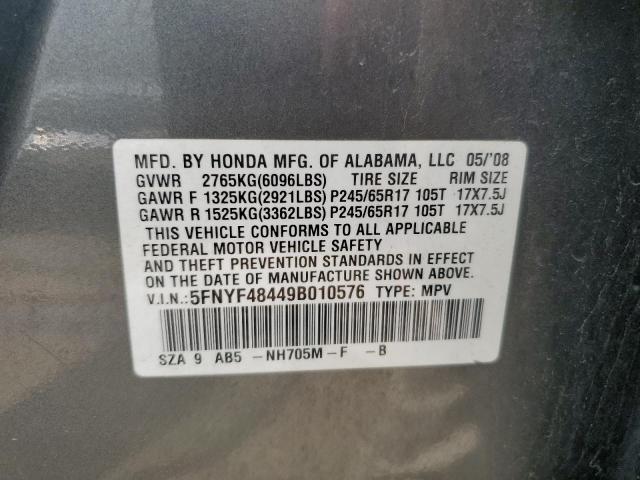 MFD. BY HONDA MFG. OF ALABAMA, LLC 05/'08
GVWR 2765KG(6096LBS) TIRE SIZE RIM SIZE
GAWR F 1325KG(2921LBS) P245/65R17 105T 17X7.5J
GAWR R 1525KG(3362LBS) P245/65R17 105T 17X7.5J
THIS VEHICLE CONFORMS TO ALL APPLICABLE
FEDERAL MOTOR VEHICLE SAFETY
AND THEFT PREVENTION STANDARDS IN EFFECT
ON THE DATE OF MANUFACTURE SHOWN ABOVE.
V.I.N.:5FNYF48449B010576 TYPE: MPV
SZA 9 AB5 -NH705M-F -B